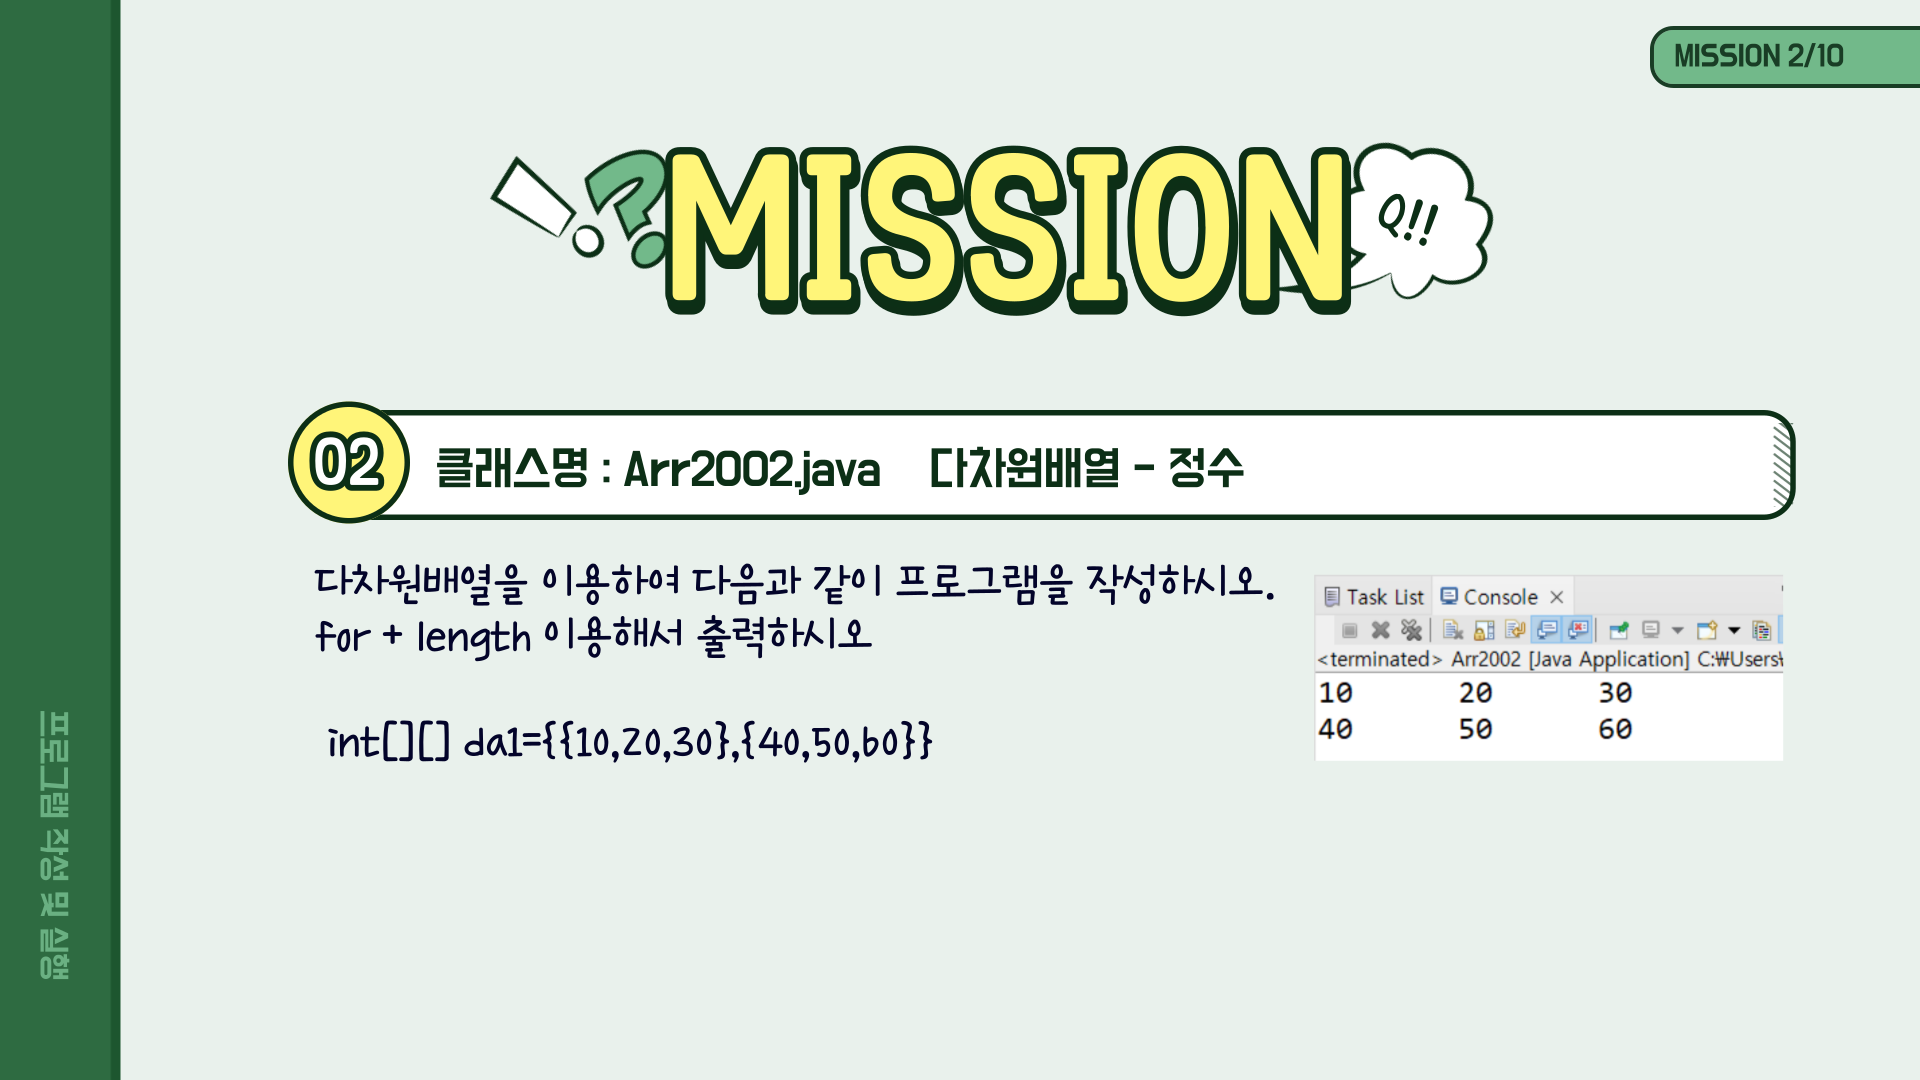 MISSION 2/10
MISSION
Q!!
02
클래스명 : Arr2002.java 다차원배열 - 정수
다차원배열을 이용하여 다음과 같이 프로그램을 작성하시오.
for + length 이용해서 출력하시오
int[][] da1={{10,20,30},{40,50,60}}
Task List Console
<terminated> Arr2002 [Java Application] C:₩Users₩
10 20 30
40 50 60
프로그램 작성 및 실행